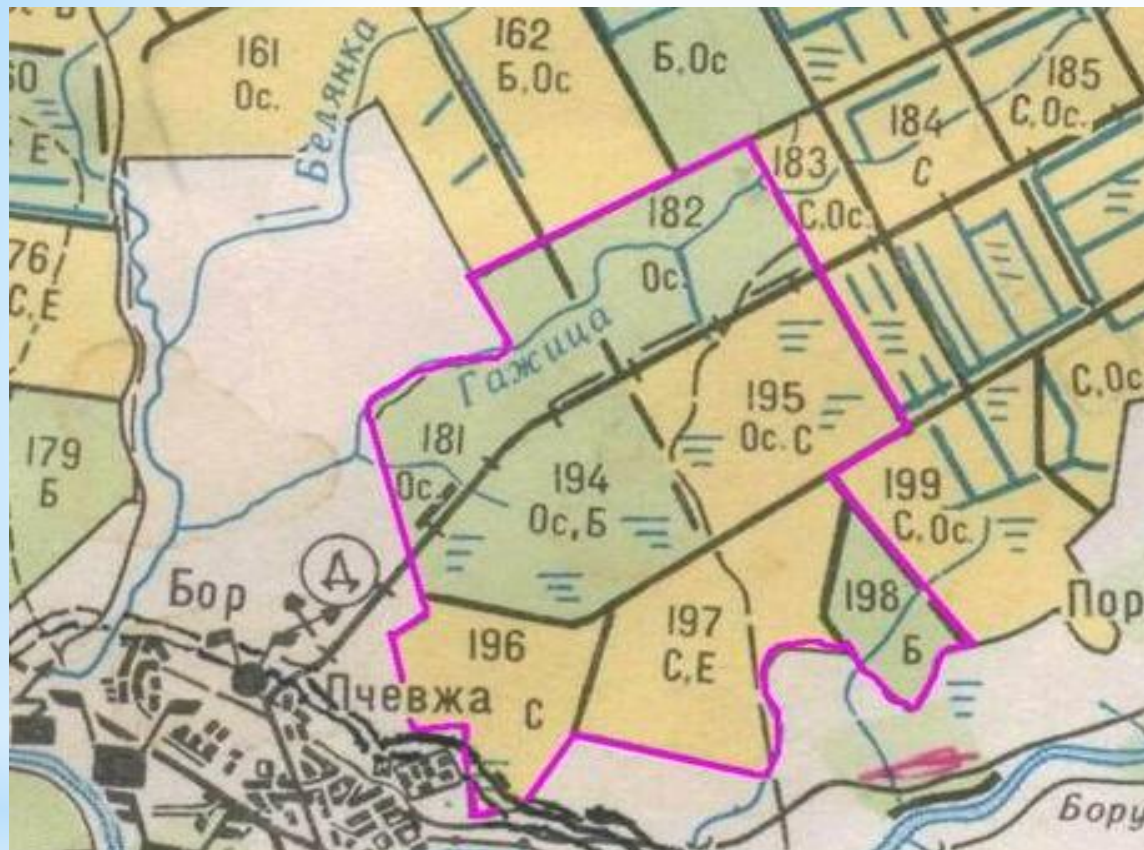 161
Ос.
Белянка
162
Б,Ос
Б,Ос
185
С,Ос.
184
С
183
С,Ос.
60
Е
182
Ос.
76
С,Е
Гажица
195
Ос.С
С,Ос
179
Б
181
Ос.
194
Ос,Б
199
С,Ос.
Д
Бор
198
Б
Пор
196
С
197
С,Е
Пчевжа
Бору